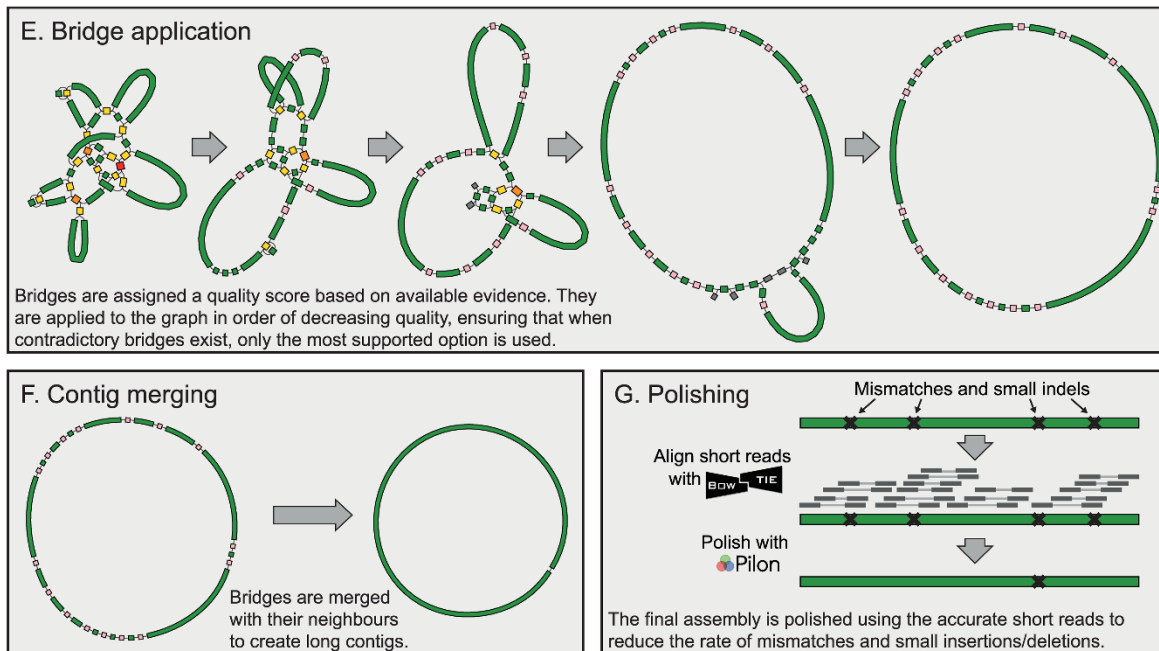 E. Bridge application
Bridges are assigned a quality score based on available evidence. They
are applied to the graph in order of decreasing quality, ensuring that when
contradictory bridges exist, only the most supported option is used.
F. Contig merging
Bridges are merged
with their neighbours
to create long contigs.
G. Polishing
Mismatches and small indels
Align short reads
with BOW TIE
Polish with
Pilon
The final assembly is polished using the accurate short reads to
reduce the rate of mismatches and small insertions/deletions.